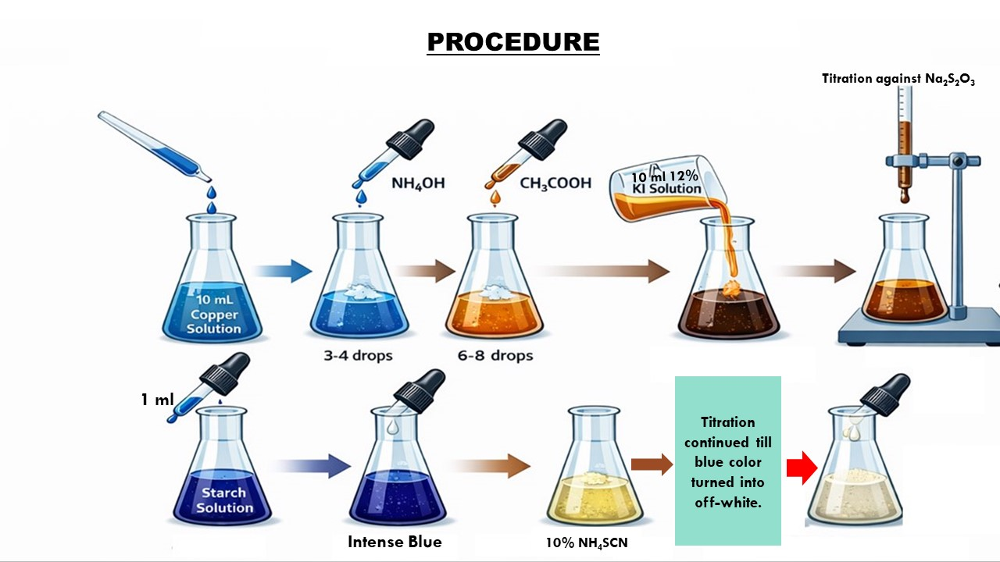 PROCEDURE
Titration against Na₂S₂O₃
NH₄OH
CH₃COOH
10 ml 12%
KI Solution
10 mL
Copper
Solution
3-4 drops
6-8 drops
1 ml
Starch
Solution
Intense Blue
10% NH₄SCN
Titration
continued till
blue color
turned into
off-white.